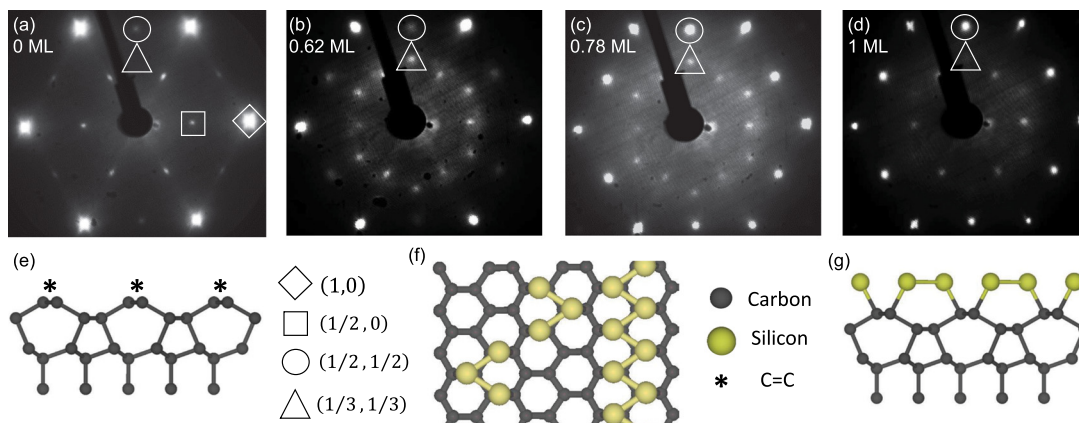 (a)
0 ML
(b)
0.62 ML
(c)
0.78 ML
(d)
1 ML
(e)
* * *
(1,0)
(1/2,0)
(1/2,1/2)
(1/3,1/3)
(f)
Carbon
Silicon
* C=C
(g)